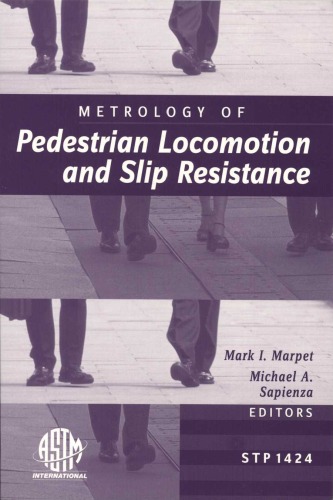 METROLOGY OF
Pedestrian Locomotion
and Slip Resistance
Mark I. Marpet
Michael A.
Sapienza
EDITORS
ASTM
INTERNATIONAL
STP 1424